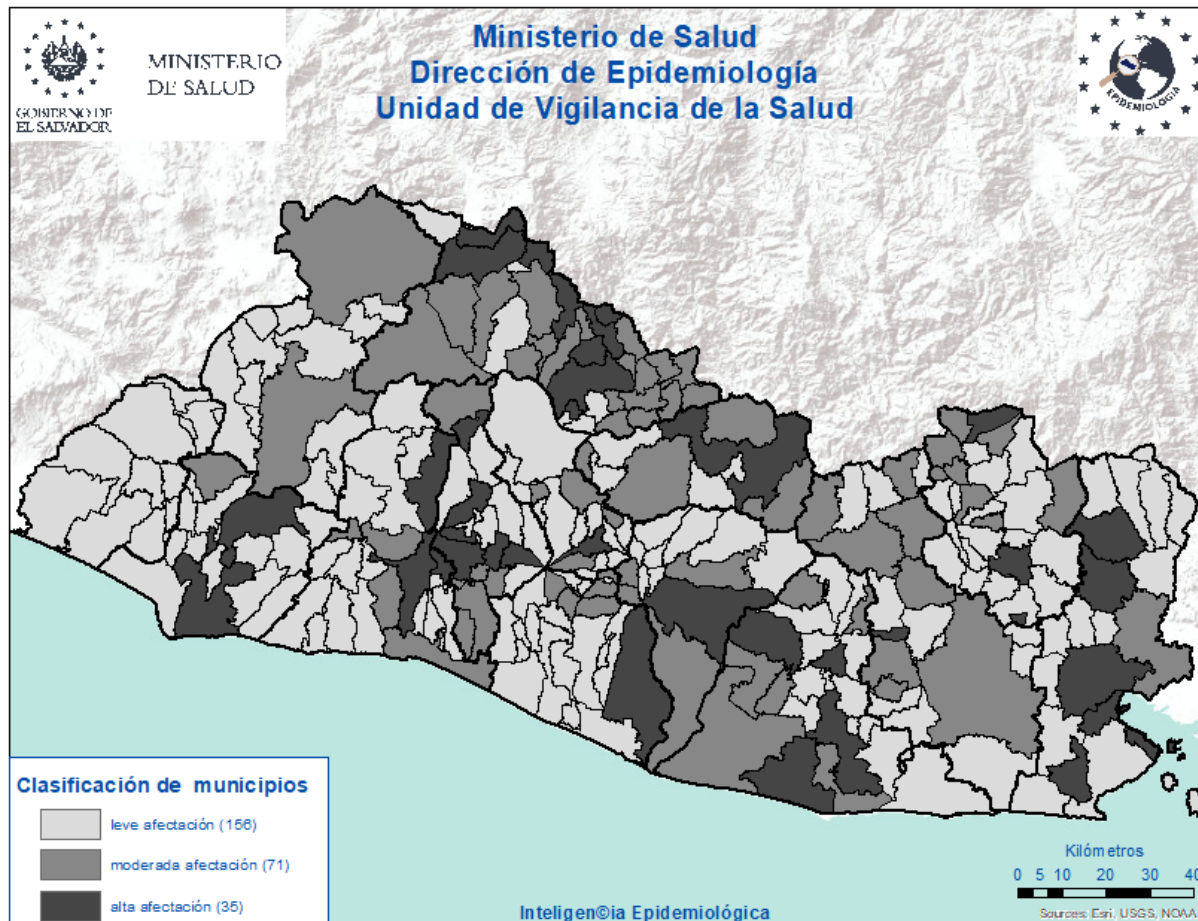 Ministerio de Salud
Dirección de Epidemiología
Unidad de Vigilancia de la Salud
MINISTERIO
DE SALUD
GOBIERNO DE
EL SALVADOR
EPIDEMIOLOGÍA
Clasificación de municipios
leve afectación (156)
moderada afectación (71)
alta afectación (35)
Inteligen©ia Epidemiológica
Kilómetros
0 5 10 20 30 40
Sources: Esri, USGS, NOAA